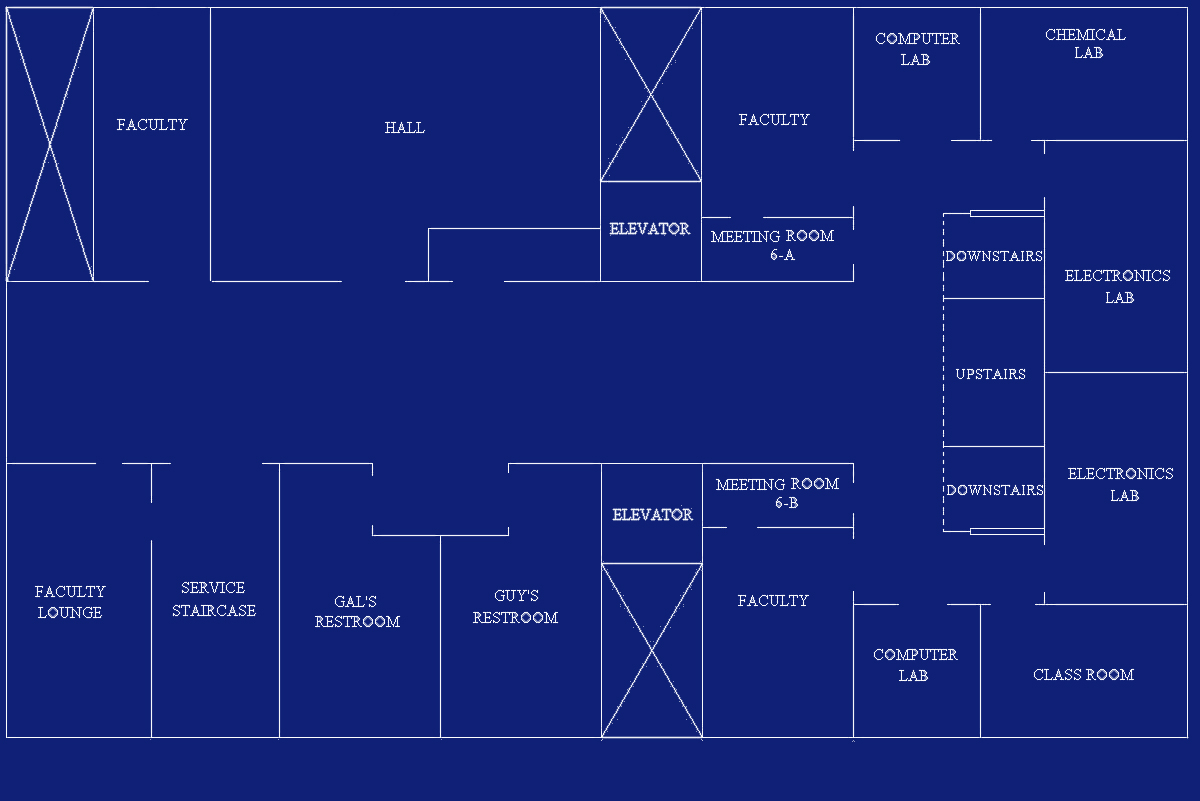 COMPUTER
LAB
CHEMICAL
LAB
FACULTY
HALL
FACULTY
ELEVATOR
MEETING ROOM
6-A
DOWNSTAIRS
ELECTRONICS
LAB
UPSTAIRS
ELECTRONICS
LAB
DOWNSTAIRS
MEETING ROOM
6-B
ELEVATOR
FACULTY
LOUNGE
SERVICE
STAIRCASE
GAL'S
RESTROOM
GUY'S
RESTROOM
FACULTY
COMPUTER
LAB
CLASS ROOM